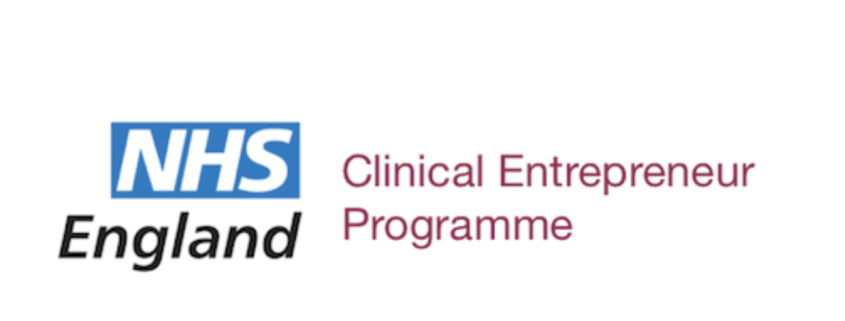 NHS
England
Clinical Entrepreneur
Programme